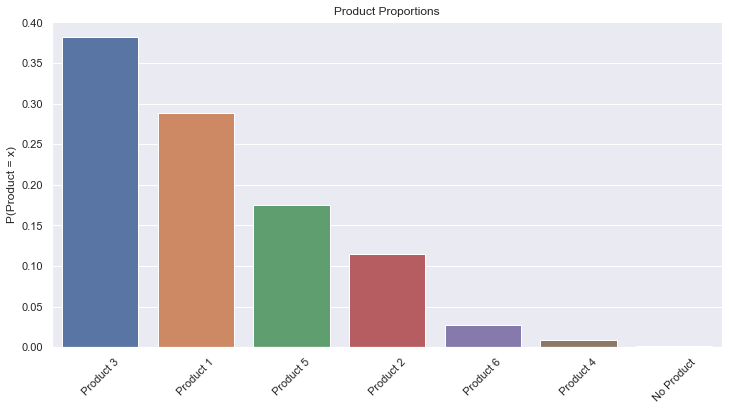 Product Proportions
P(Product = x)
0.40
0.35
0.30
0.25
0.20
0.15
0.10
0.05
0.00
Product 3
Product 1
Product 5
Product 2
Product 6
Product 4
No Product